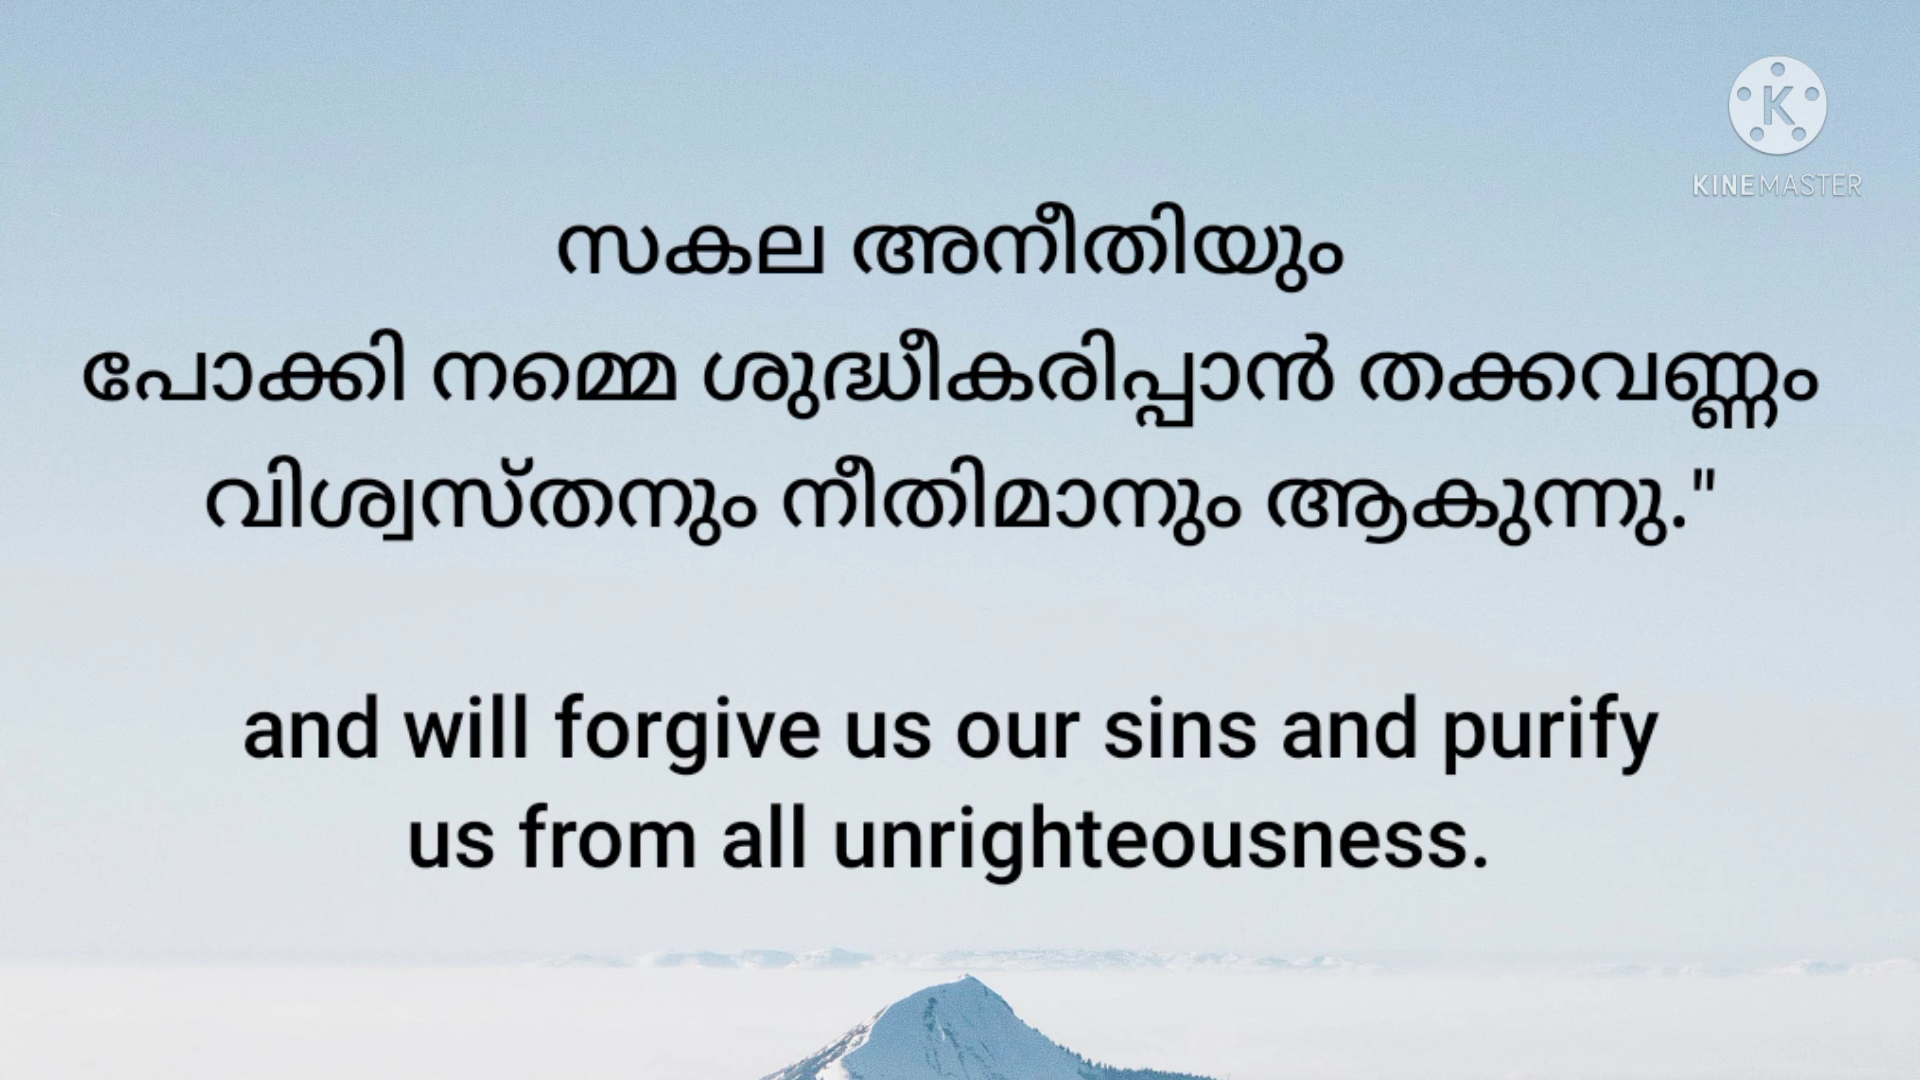 KINEMASTER
സകല അനീതിയും
പോക്കി നമ്മെ ശുദ്ധീകരിപ്പാൻ തക്കവണ്ണം
വിശ്വസ്തനും നീതിമാനും ആകുന്നു."
and will forgive us our sins and purify
us from all unrighteousness.